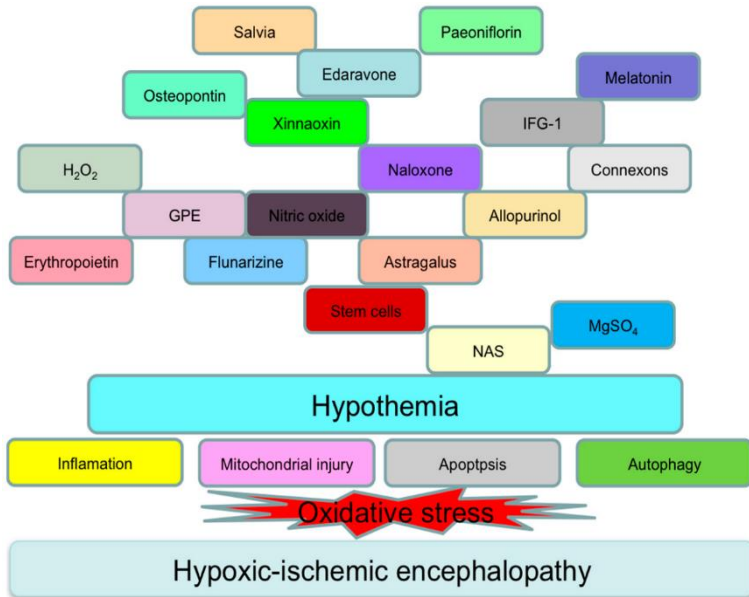 Salvia
Paeoniflorin
Edaravone
Melatonin
Osteopontin
Xinnaoxin
IFG-1
H₂O₂
Naloxone
Connexons
GPE
Nitric oxide
Allopurinol
Erythropoietin
Flunarizine
Astragalus
Stem cells
MgSO₄
NAS
Hypothemia
Inflamation
Mitochondrial injury
Apoptpsis
Autophagy
Oxidative stress
Hypoxic-ischemic encephalopathy